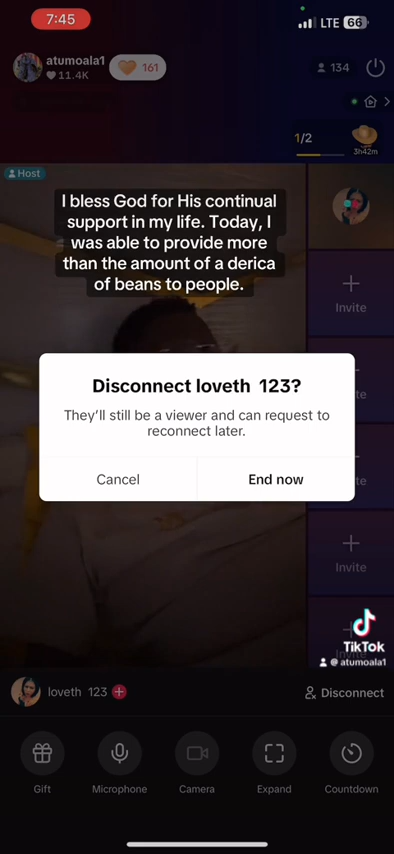 7:45
LTE 66
atumoala1
11.4K
161
134
1/2
3h42m
Host
I bless God for His continual
support in my life. Today, I
was able to provide more
than the amount of a derica
of beans to people.
Invite
Disconnect loveth 123?
They'll still be a viewer and can request to
reconnect later.
Cancel
End now
Invite
TikTok
@ atumoala1
loveth 123
Disconnect
Gift
Microphone
Camera
Expand
Countdown